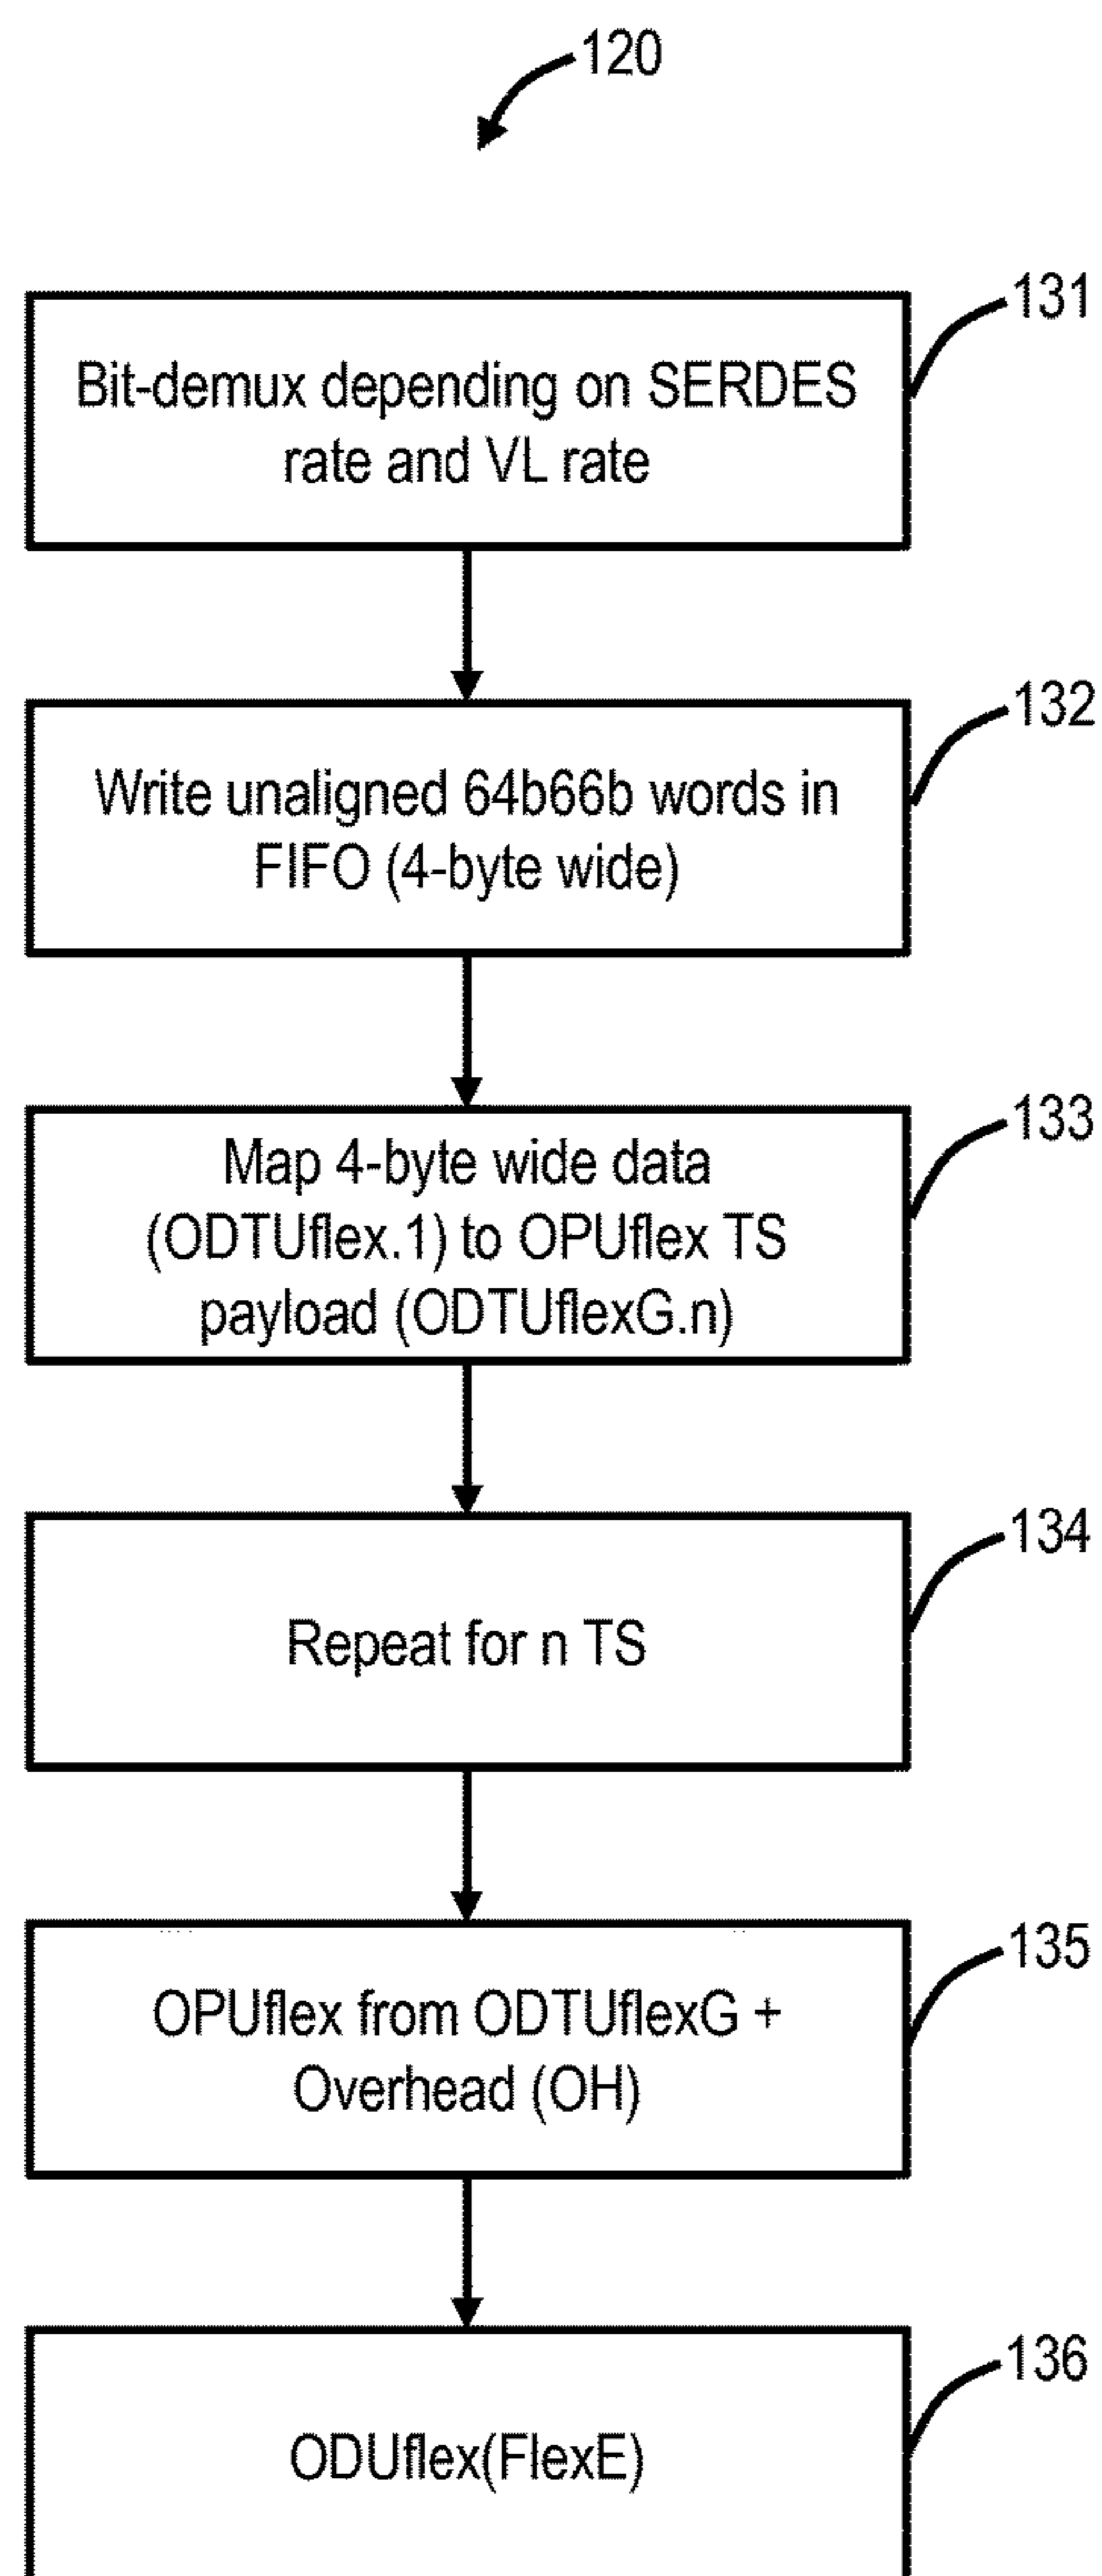 120
131
Bit-demux depending on SERDES
rate and VL rate
132
Write unaligned 64b66b words in
FIFO (4-byte wide)
133
Map 4-byte wide data
(ODTUflex.1) to OPUflex TS
payload (ODTUflexG.n)
134
Repeat for n TS
135
OPUflex from ODTUflexG +
Overhead (OH)
136
ODUflex(FlexE)